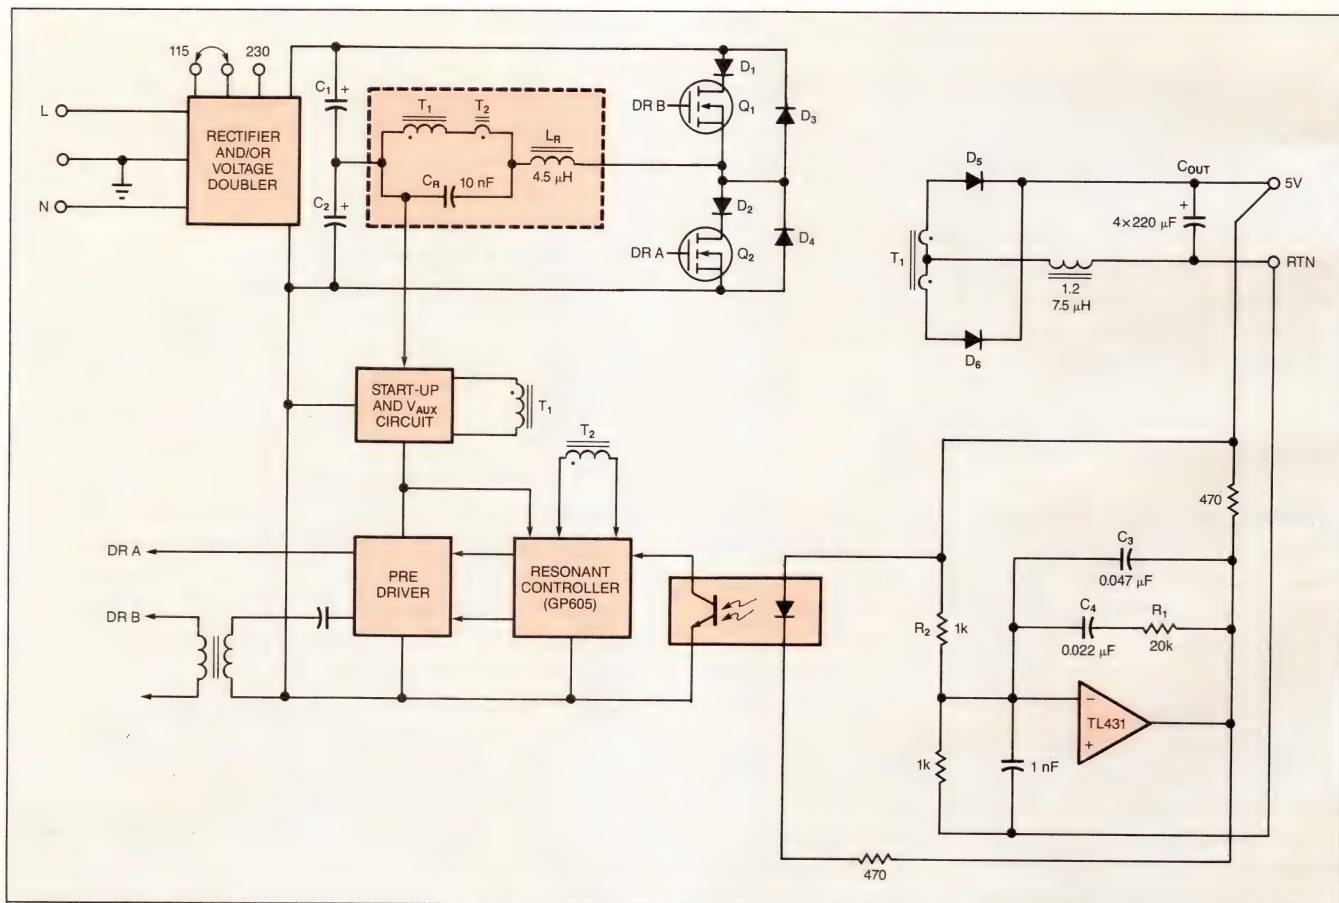 115
230
L
N
RECTIFIER
AND/OR
VOLTAGE
DOUBLER
C1
+
C2
+
T1
T2
LR
4.5 µH
CR
10 nF
DR B
D1
Q1
D3
D2
DR A
Q2
D4
D5
T1
D6
1.2
7.5 µH
COUT
+
4×220 µF
5V
RTN
START-UP
AND VAUX
CIRCUIT
T1
T2
DR A
DR B
PRE
DRIVER
RESONANT
CONTROLLER
(GP605)
470
C3
0.047 µF
C4
0.022 µF
R1
20k
R2
1k
−
TL431
+
1k
1 nF
470